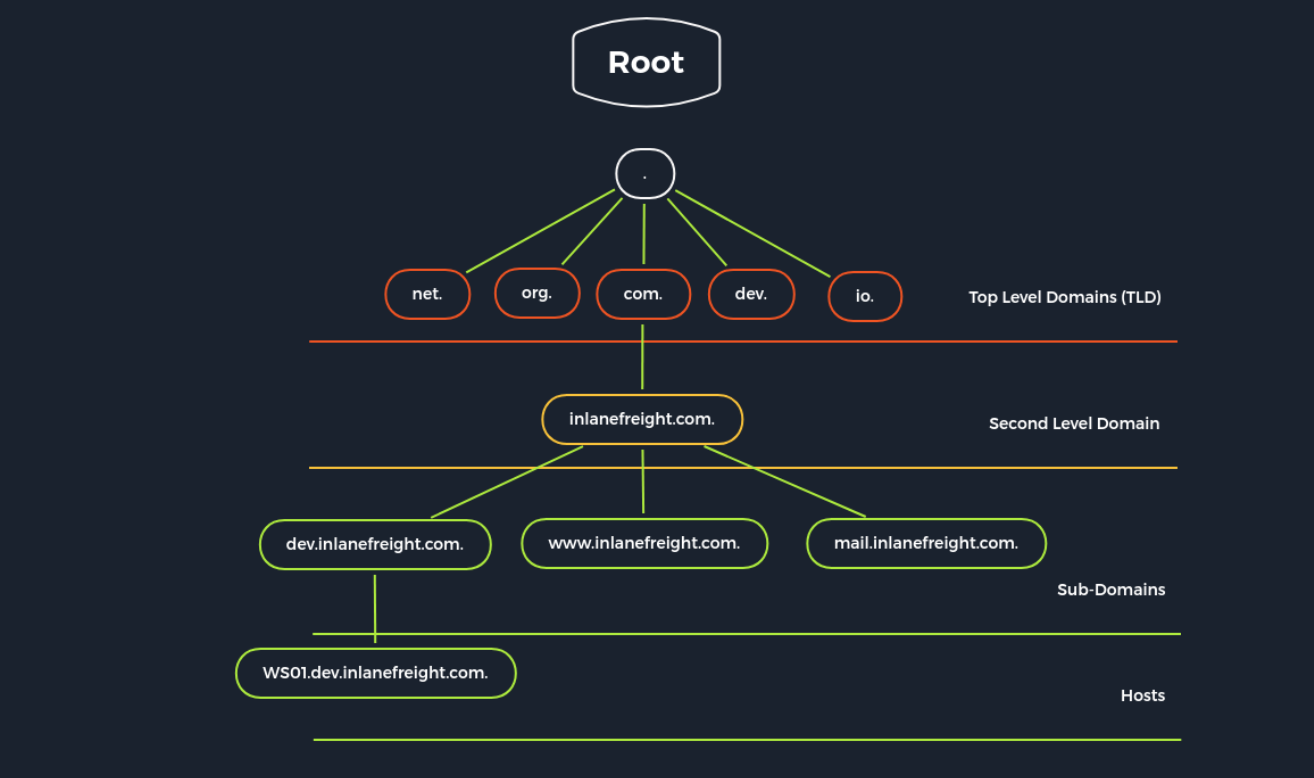 Root
.
net.
org.
com.
dev.
io.
Top Level Domains (TLD)
inlanefreight.com.
Second Level Domain
dev.inlanefreight.com.
www.inlanefreight.com.
mail.inlanefreight.com.
Sub-Domains
WS01.dev.inlanefreight.com.
Hosts